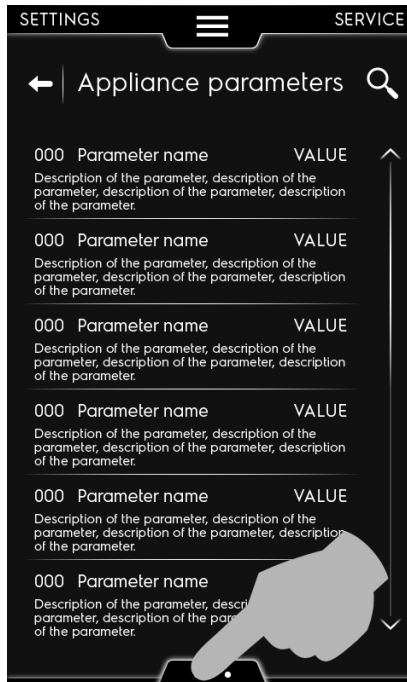 SETTINGS SERVICE
Appliance parameters
000 Parameter name VALUE
Description of the parameter, description of the
parameter, description of the parameter, description
of the parameter.
000 Parameter name VALUE
Description of the parameter, description of the
parameter, description of the parameter, description
of the parameter.
000 Parameter name VALUE
Description of the parameter, description of the
parameter, description of the parameter, description
of the parameter.
000 Parameter name VALUE
Description of the parameter, description of the
parameter, description of the parameter, description
of the parameter.
000 Parameter name VALUE
Description of the parameter, description of the
parameter, description of the parameter, description
of the parameter.
000 Parameter name
Description of the parameter,
parameter, description of the
of the parameter.